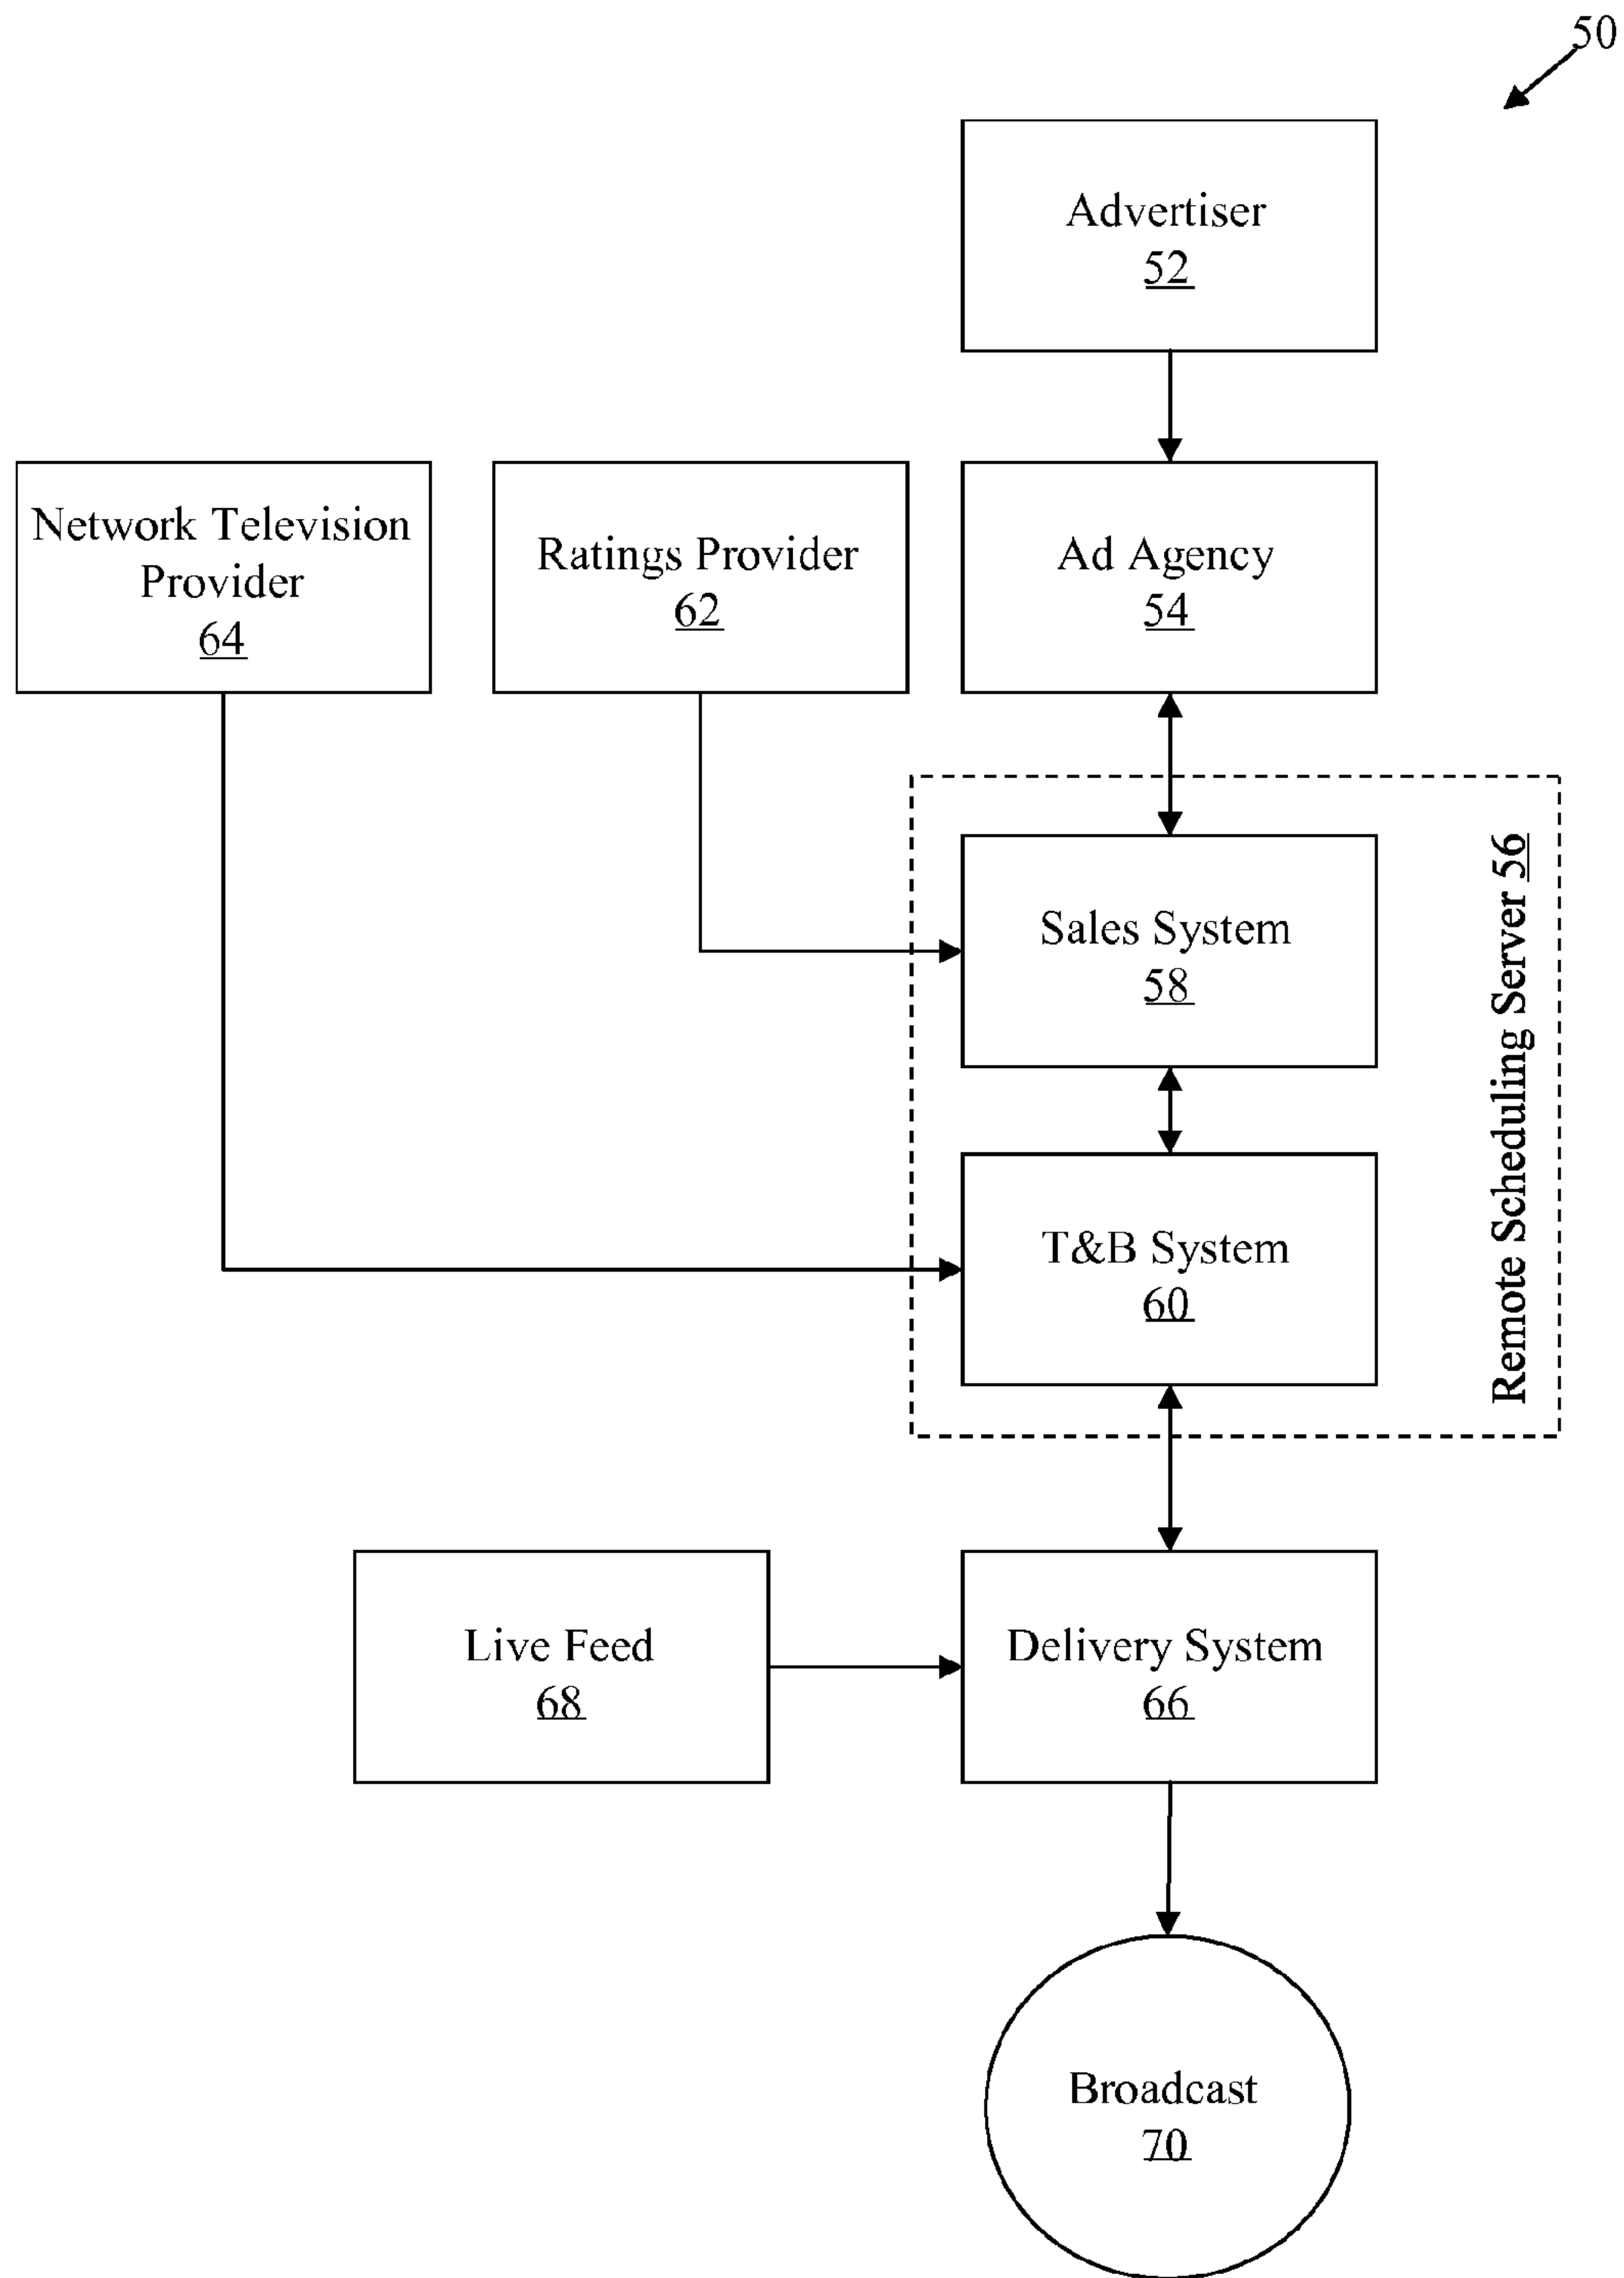 50
Advertiser
52
Network Television
Provider
64
Ratings Provider
62
Ad Agency
54
Sales System
58
T&B System
60
Remote Scheduling Server 56
Live Feed
68
Delivery System
66
Broadcast
70